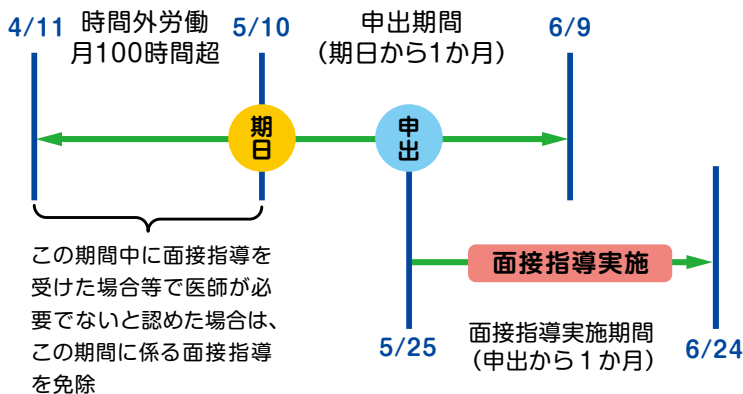 4/11
時間外労働
月100時間超
5/10
申出期間
（期日から1か月）
6/9
期日
申出
この期間中に面接指導を
受けた場合等で医師が必
要でないと認めた場合は、
この期間に係る面接指導
を免除
面接指導実施
5/25
面接指導実施期間
（申出から１か月）
6/24